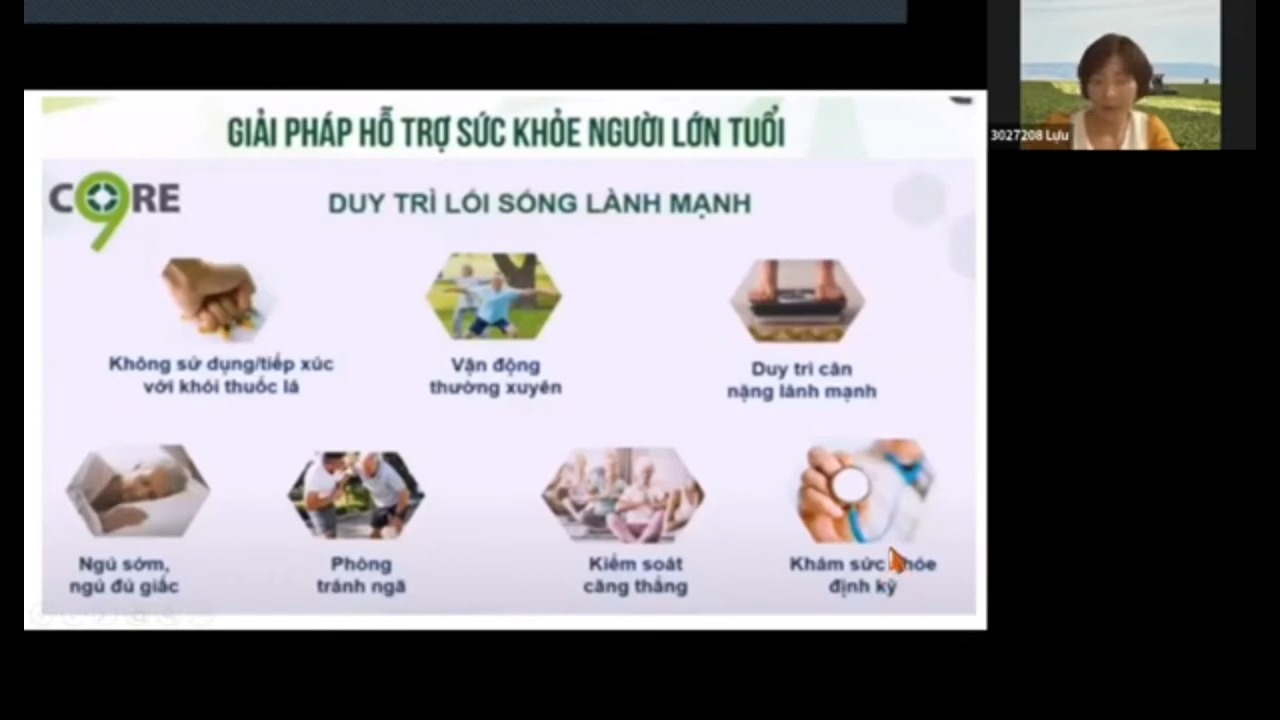 GIẢI PHÁP HỖ TRỢ SỨC KHỎE NGƯỜI LỚN TUỔI
3027208 Lựu
CORE
9
DUY TRÌ LỐI SỐNG LÀNH MẠNH
Không sử dụng/tiếp xúc
với khói thuốc lá
Vận động
thường xuyên
Duy trì cân
nặng lành mạnh
Ngủ sớm,
ngủ đủ giấc
Phòng
tránh ngã
Kiểm soát
căng thẳng
Khám sức khỏe
định kỳ